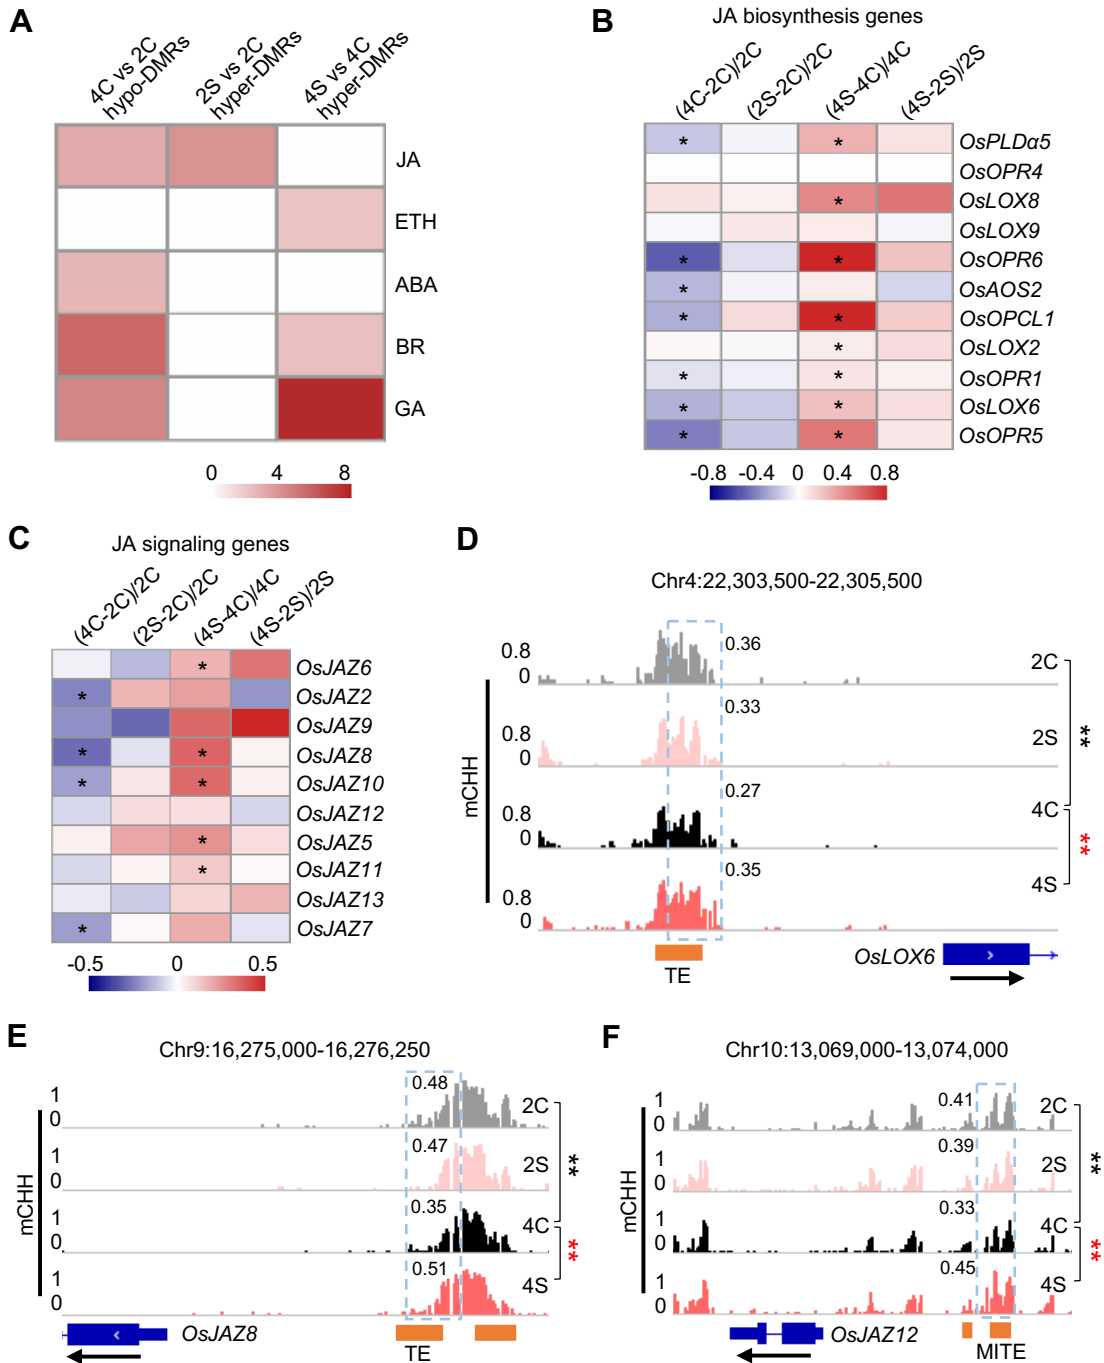 A
4C vs 2C
hypo-DMRs
2S vs 2C
hyper-DMRs
4S vs 4C
hyper-DMRs
JA
ETH
ABA
BR
GA
0 4 8
B
JA biosynthesis genes
(4C-2C)/2C
(2S-2C)/2C
(4S-4C)/4C
(4S-2S)/2S
* * OsPLDα5
OsOPR4
* OsLOX8
OsLOX9
* * OsOPR6
* OsAOS2
* * OsOPCL1
* OsLOX2
* * OsOPR1
* * OsLOX6
* * OsOPR5
-0.8 -0.4 0 0.4 0.8
C
JA signaling genes
(4C-2C)/2C
(2S-2C)/2C
(4S-4C)/4C
(4S-2S)/2S
* OsJAZ6
* OsJAZ2
OsJAZ9
* * OsJAZ8
* * OsJAZ10
OsJAZ12
* OsJAZ5
* OsJAZ11
OsJAZ13
* OsJAZ7
-0.5 0 0.5
D
Chr4:22,303,500-22,305,500
mCHH
0.8
0
0.36
2C
0.8
0
0.33
2S
**
0.8
0
0.27
4C
**
0.8
0
0.35
4S
TE
OsLOX6
E
Chr9:16,275,000-16,276,250
mCHH
1
0
0.48
2C
1
0
0.47
2S
**
1
0
0.35
4C
**
1
0
0.51
4S
OsJAZ8
TE
F
Chr10:13,069,000-13,074,000
mCHH
1
0
0.41
2C
1
0
0.39
2S
**
1
0
0.33
4C
**
1
0
0.45
4S
OsJAZ12
MITE